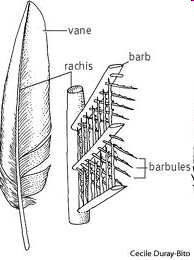 vane
rachis
barb
barbules
Cecile Duray-Bito